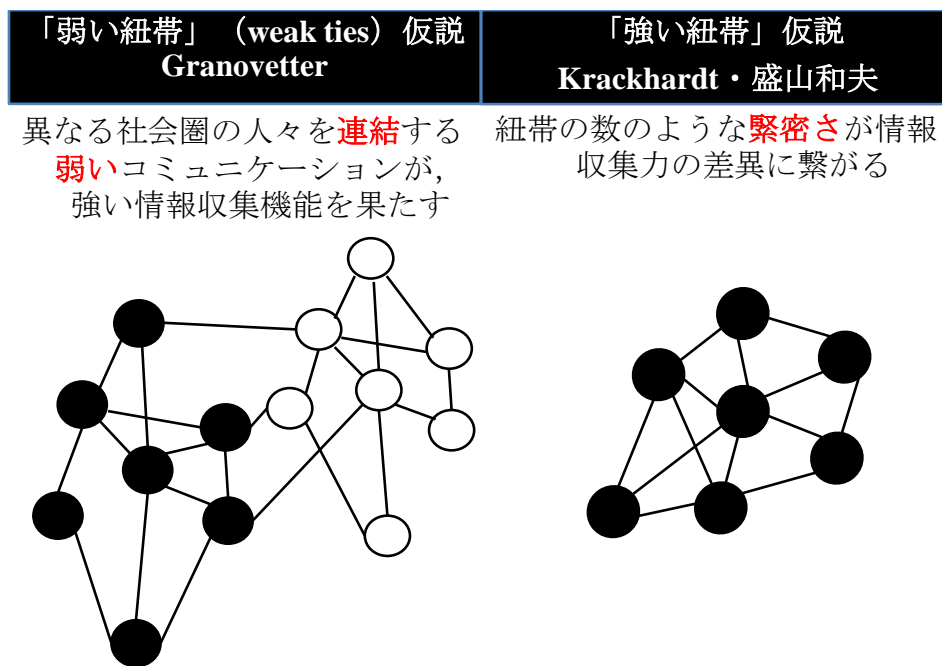 「弱い紐帯」（weak ties）仮説
Granovetter
「強い紐帯」仮説
Krackhardt・盛山和夫
異なる社会圏の人々を連結する
弱いコミュニケーションが,
強い情報収集機能を果たす
紐帯の数のような緊密さが情報
収集力の差異に繋がる